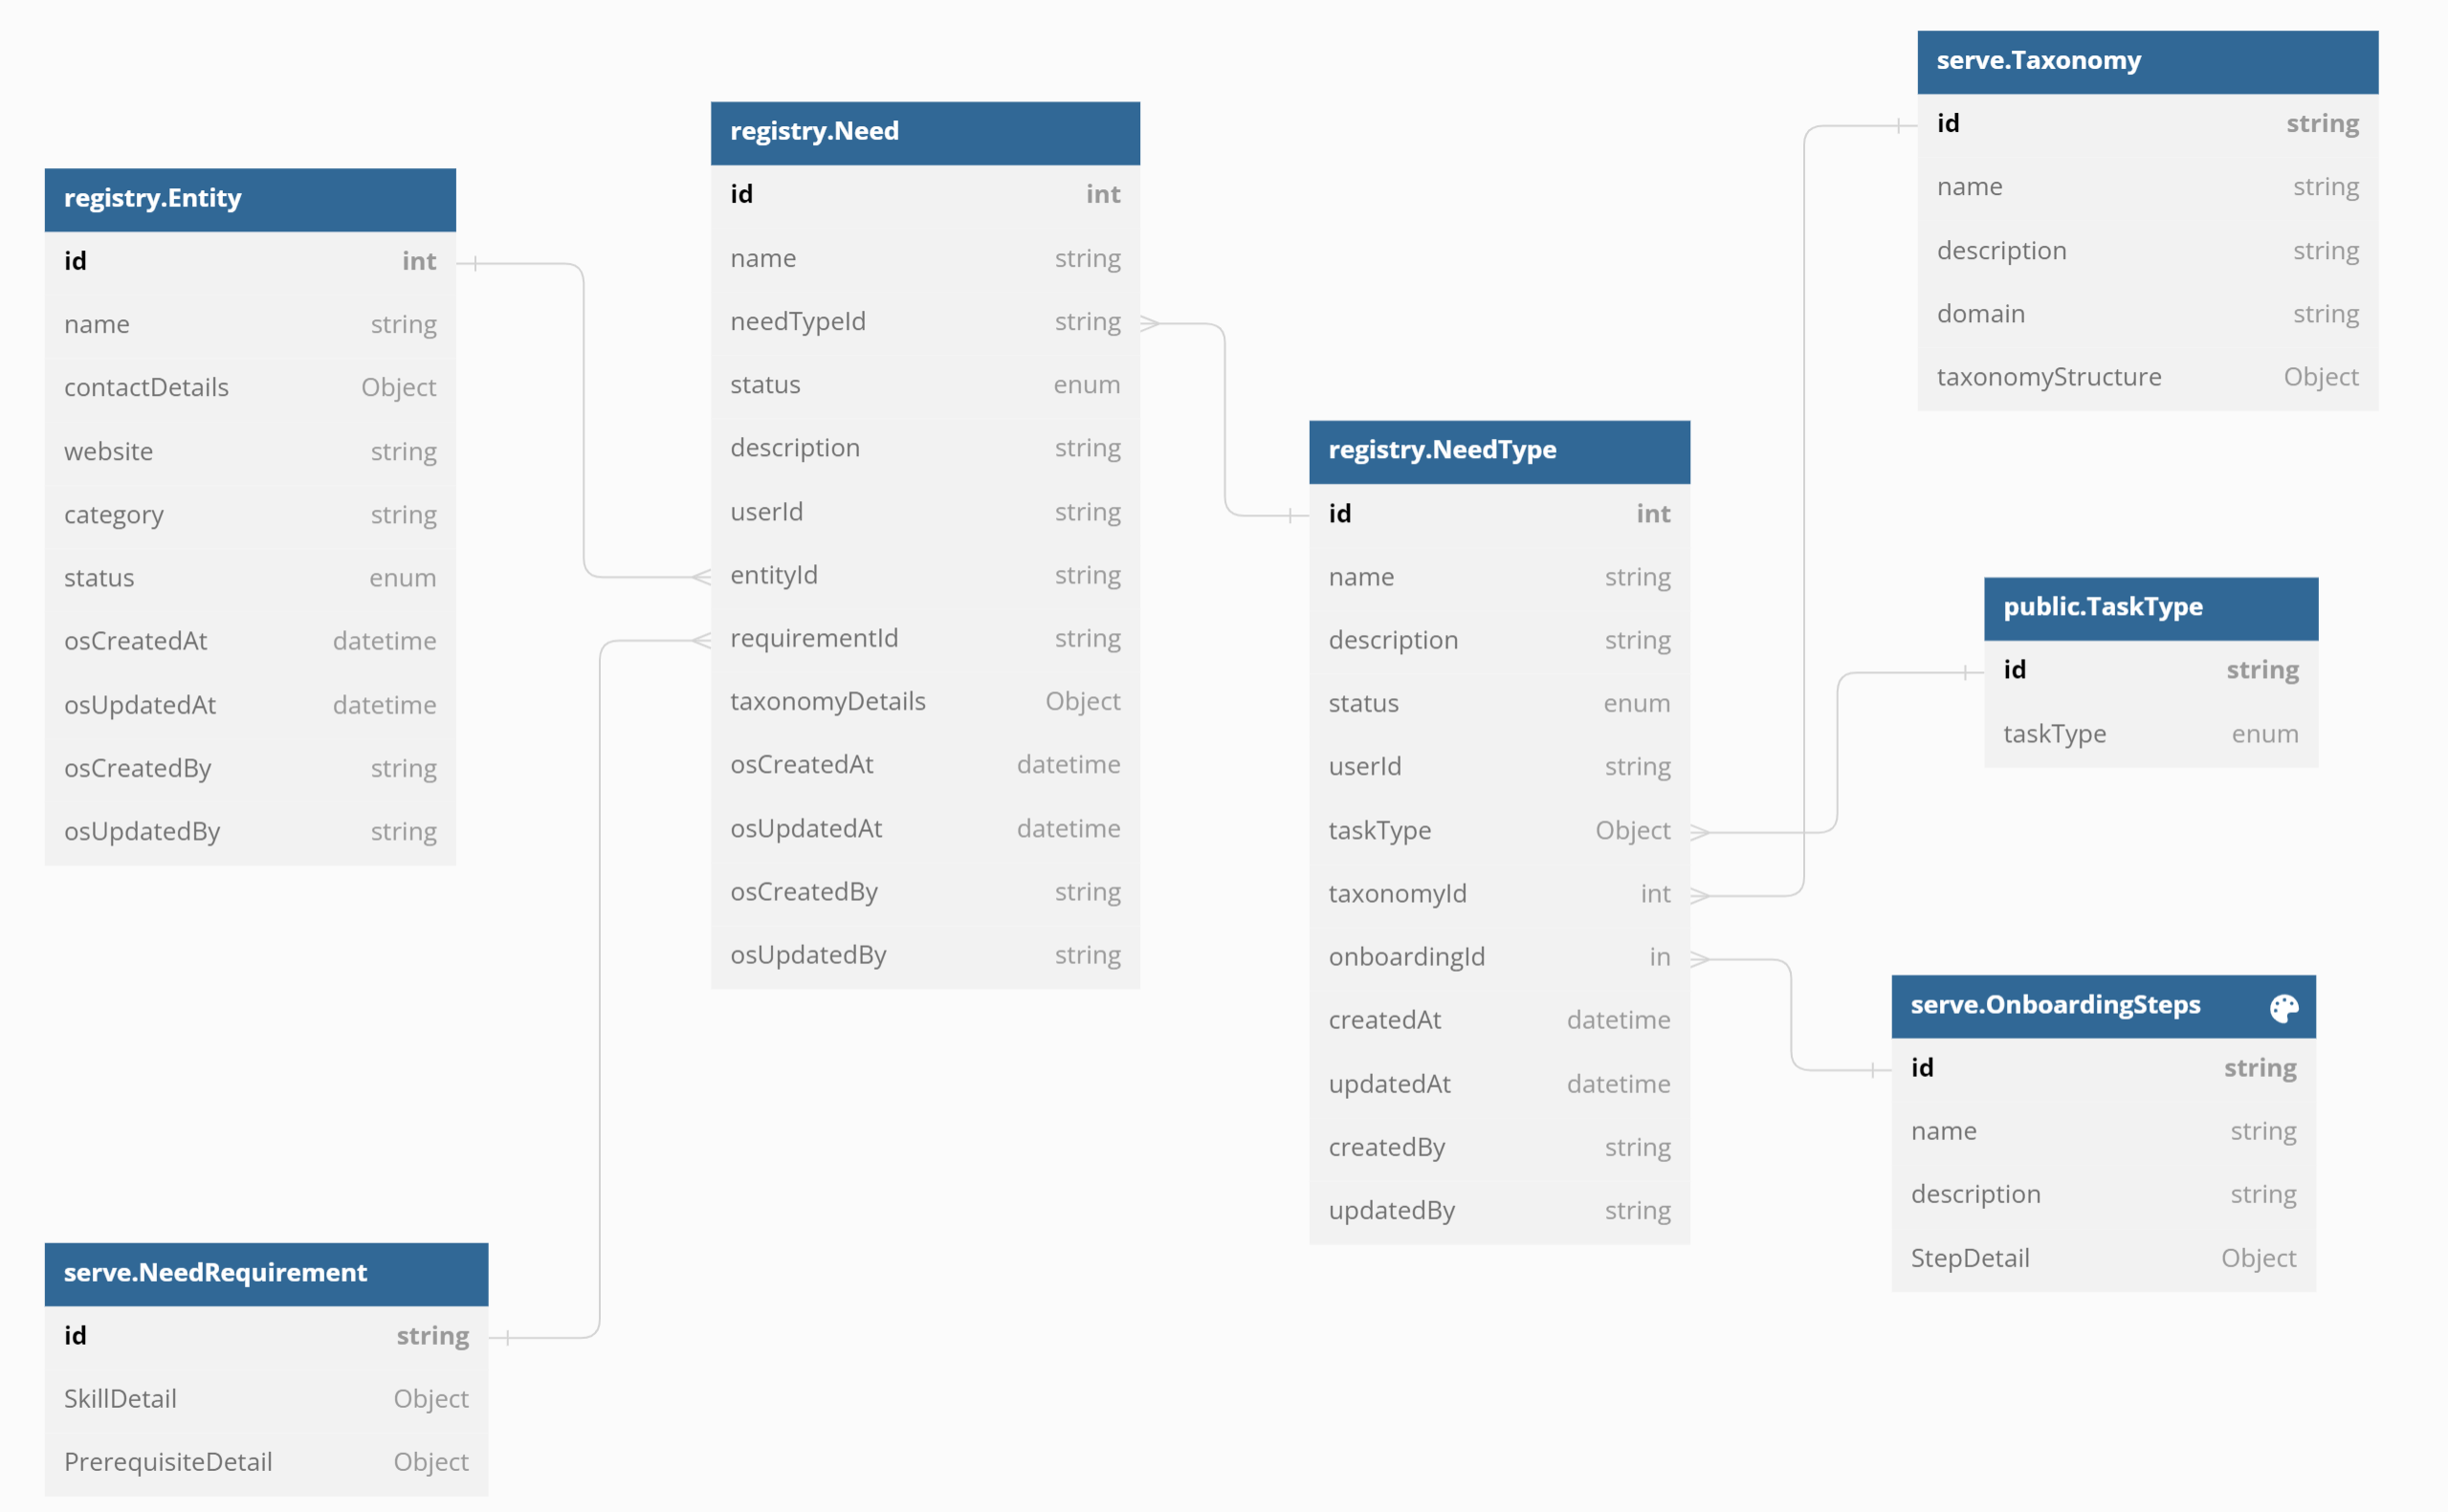 registry.Entity
id int
name string
contactDetails Object
website string
category string
status enum
osCreatedAt datetime
osUpdatedAt datetime
osCreatedBy string
osUpdatedBy string
serve.NeedRequirement
id string
SkillDetail Object
PrerequisiteDetail Object
registry.Need
id int
name string
needTypeId string
status enum
description string
userId string
entityId string
requirementId string
taxonomyDetails Object
osCreatedAt datetime
osUpdatedAt datetime
osCreatedBy string
osUpdatedBy string
registry.NeedType
id int
name string
description string
status enum
userId string
taskType Object
taxonomyId int
onboardingId in
createdAt datetime
updatedAt datetime
createdBy string
updatedBy string
serve.Taxonomy
id string
name string
description string
domain string
taxonomyStructure Object
public.TaskType
id string
taskType enum
serve.OnboardingSteps
id string
name string
description string
StepDetail Object